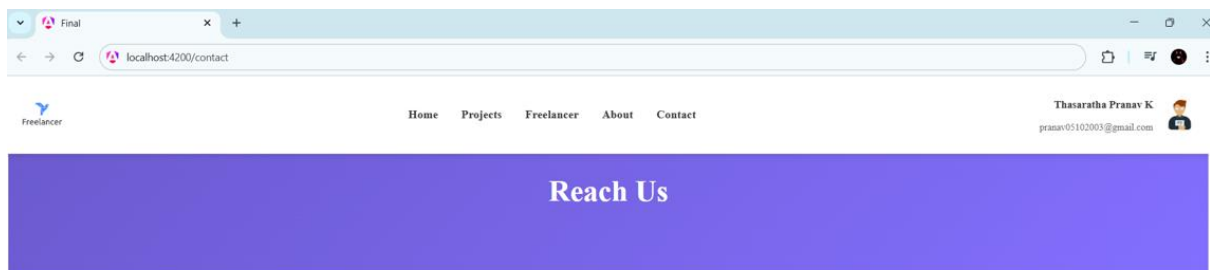 Final
localhost:4200/contact
Freelancer
Home Projects Freelancer About Contact
Thasaratha Pranav K
pranav05102003@gmail.com
Reach Us